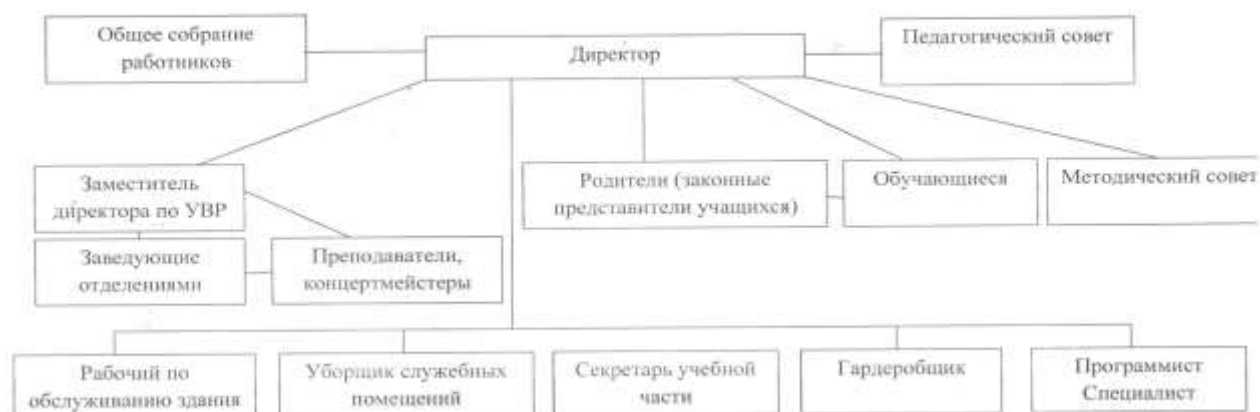 Общее собрание
работников
Директор
Педагогический совет
Заместитель
директора по УВР
Родители (законные
представители учащихся)
Обучающиеся
Методический совет
Заведующие
отделениями
Преподаватели,
концертмейстеры
Рабочий по
обслуживанию здания
Уборщик служебных
помещений
Секретарь учебной
части
Гардеробщик
Программист
Специалист